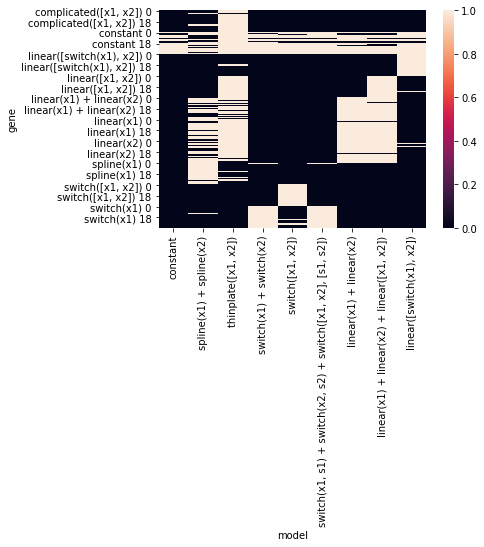 complicated([x1, x2]) 0
complicated([x1, x2]) 18
constant 0
constant 18
linear([switch(x1), x2]) 0
linear([switch(x1), x2]) 18
linear([x1, x2]) 0
linear([x1, x2]) 18
linear(x1) + linear(x2) 0
linear(x1) + linear(x2) 18
linear(x1) 0
linear(x1) 18
linear(x2) 0
linear(x2) 18
spline(x1) 0
spline(x1) 18
switch([x1, x2]) 0
switch([x1, x2]) 18
switch(x1) 0
switch(x1) 18
gene
constant
spline(x1) + spline(x2)
thinplate([x1, x2])
switch(x1) + switch(x2)
switch([x1, x2])
switch(x1, s1) + switch(x2, s2) + switch([x1, x2], [s1, s2])
linear(x1) + linear(x2)
linear(x1) + linear(x2) + linear([x1, x2])
linear([switch(x1), x2])
model
1.0
0.8
0.6
0.4
0.2
0.0